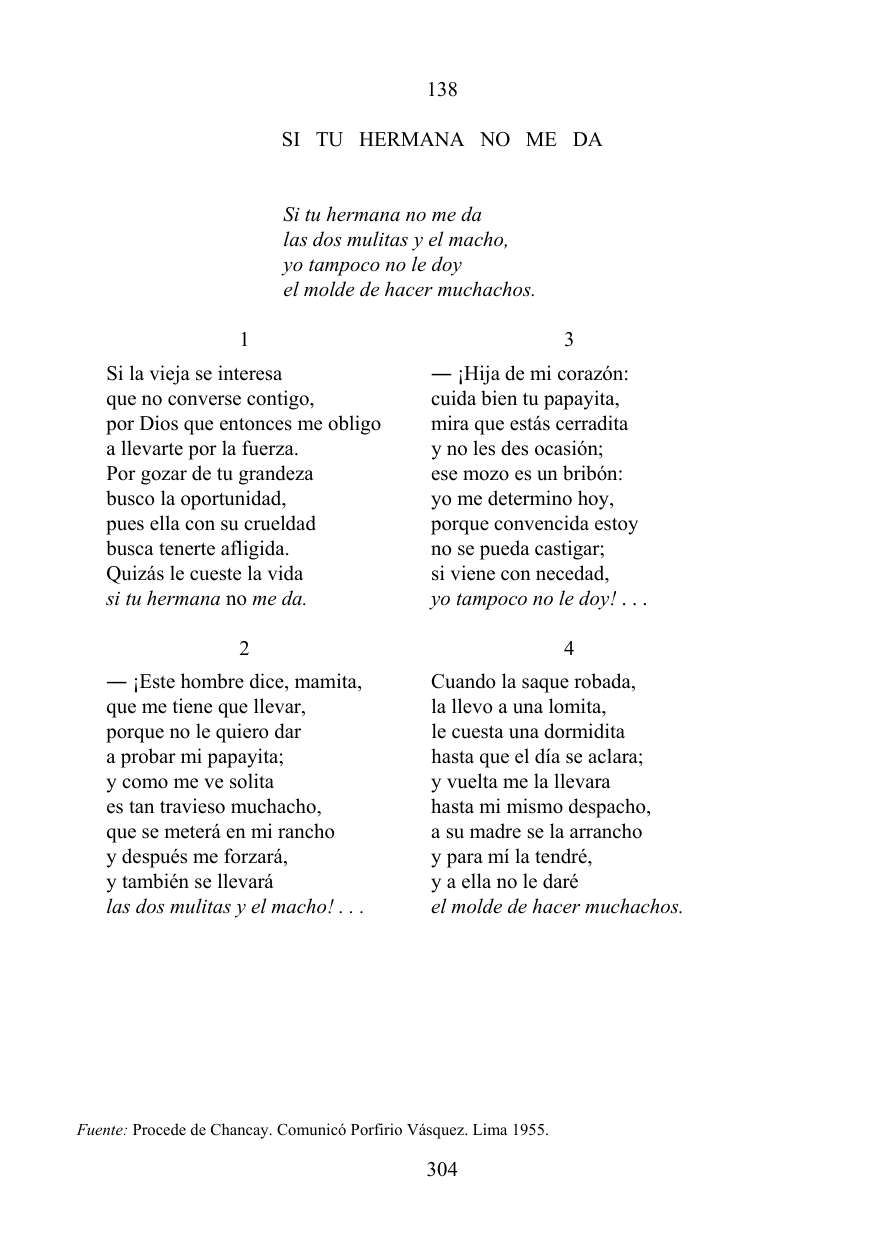 138
SI TU HERMANA NO ME DA
Si tu hermana no me da
las dos mulitas y el macho,
yo tampoco no le doy
el molde de hacer muchachos.
1
Si la vieja se interesa
que no converse contigo,
por Dios que entonces me obligo
a llevarte por la fuerza.
Por gozar de tu grandeza
busco la oportunidad,
pues ella con su crueldad
busca tenerte afligida.
Quizás le cueste la vida
si tu hermana no me da.
2
— ¡Este hombre dice, mamita,
que me tiene que llevar,
porque no le quiero dar
a probar mi papayita;
y como me ve solita
es tan travieso muchacho,
que se meterá en mi rancho
y después me forzará,
y también se llevará
las dos mulitas y el macho! . . .
3
— ¡Hija de mi corazón:
cuida bien tu papayita,
mira que estás cerradita
y no les des ocasión;
ese mozo es un bribón:
yo me determino hoy,
porque convencida estoy
no se pueda castigar;
si viene con necedad,
yo tampoco no le doy! . . .
4
Cuando la saque robada,
la llevo a una lomita,
le cuesta una dormidita
hasta que el día se aclara;
y vuelta me la llevara
hasta mi mismo despacho,
a su madre se la arrancho
y para mí la tendré,
y a ella no le daré
el molde de hacer muchachos.
Fuente: Procede de Chancay. Comunicó Porfirio Vásquez. Lima 1955.
304